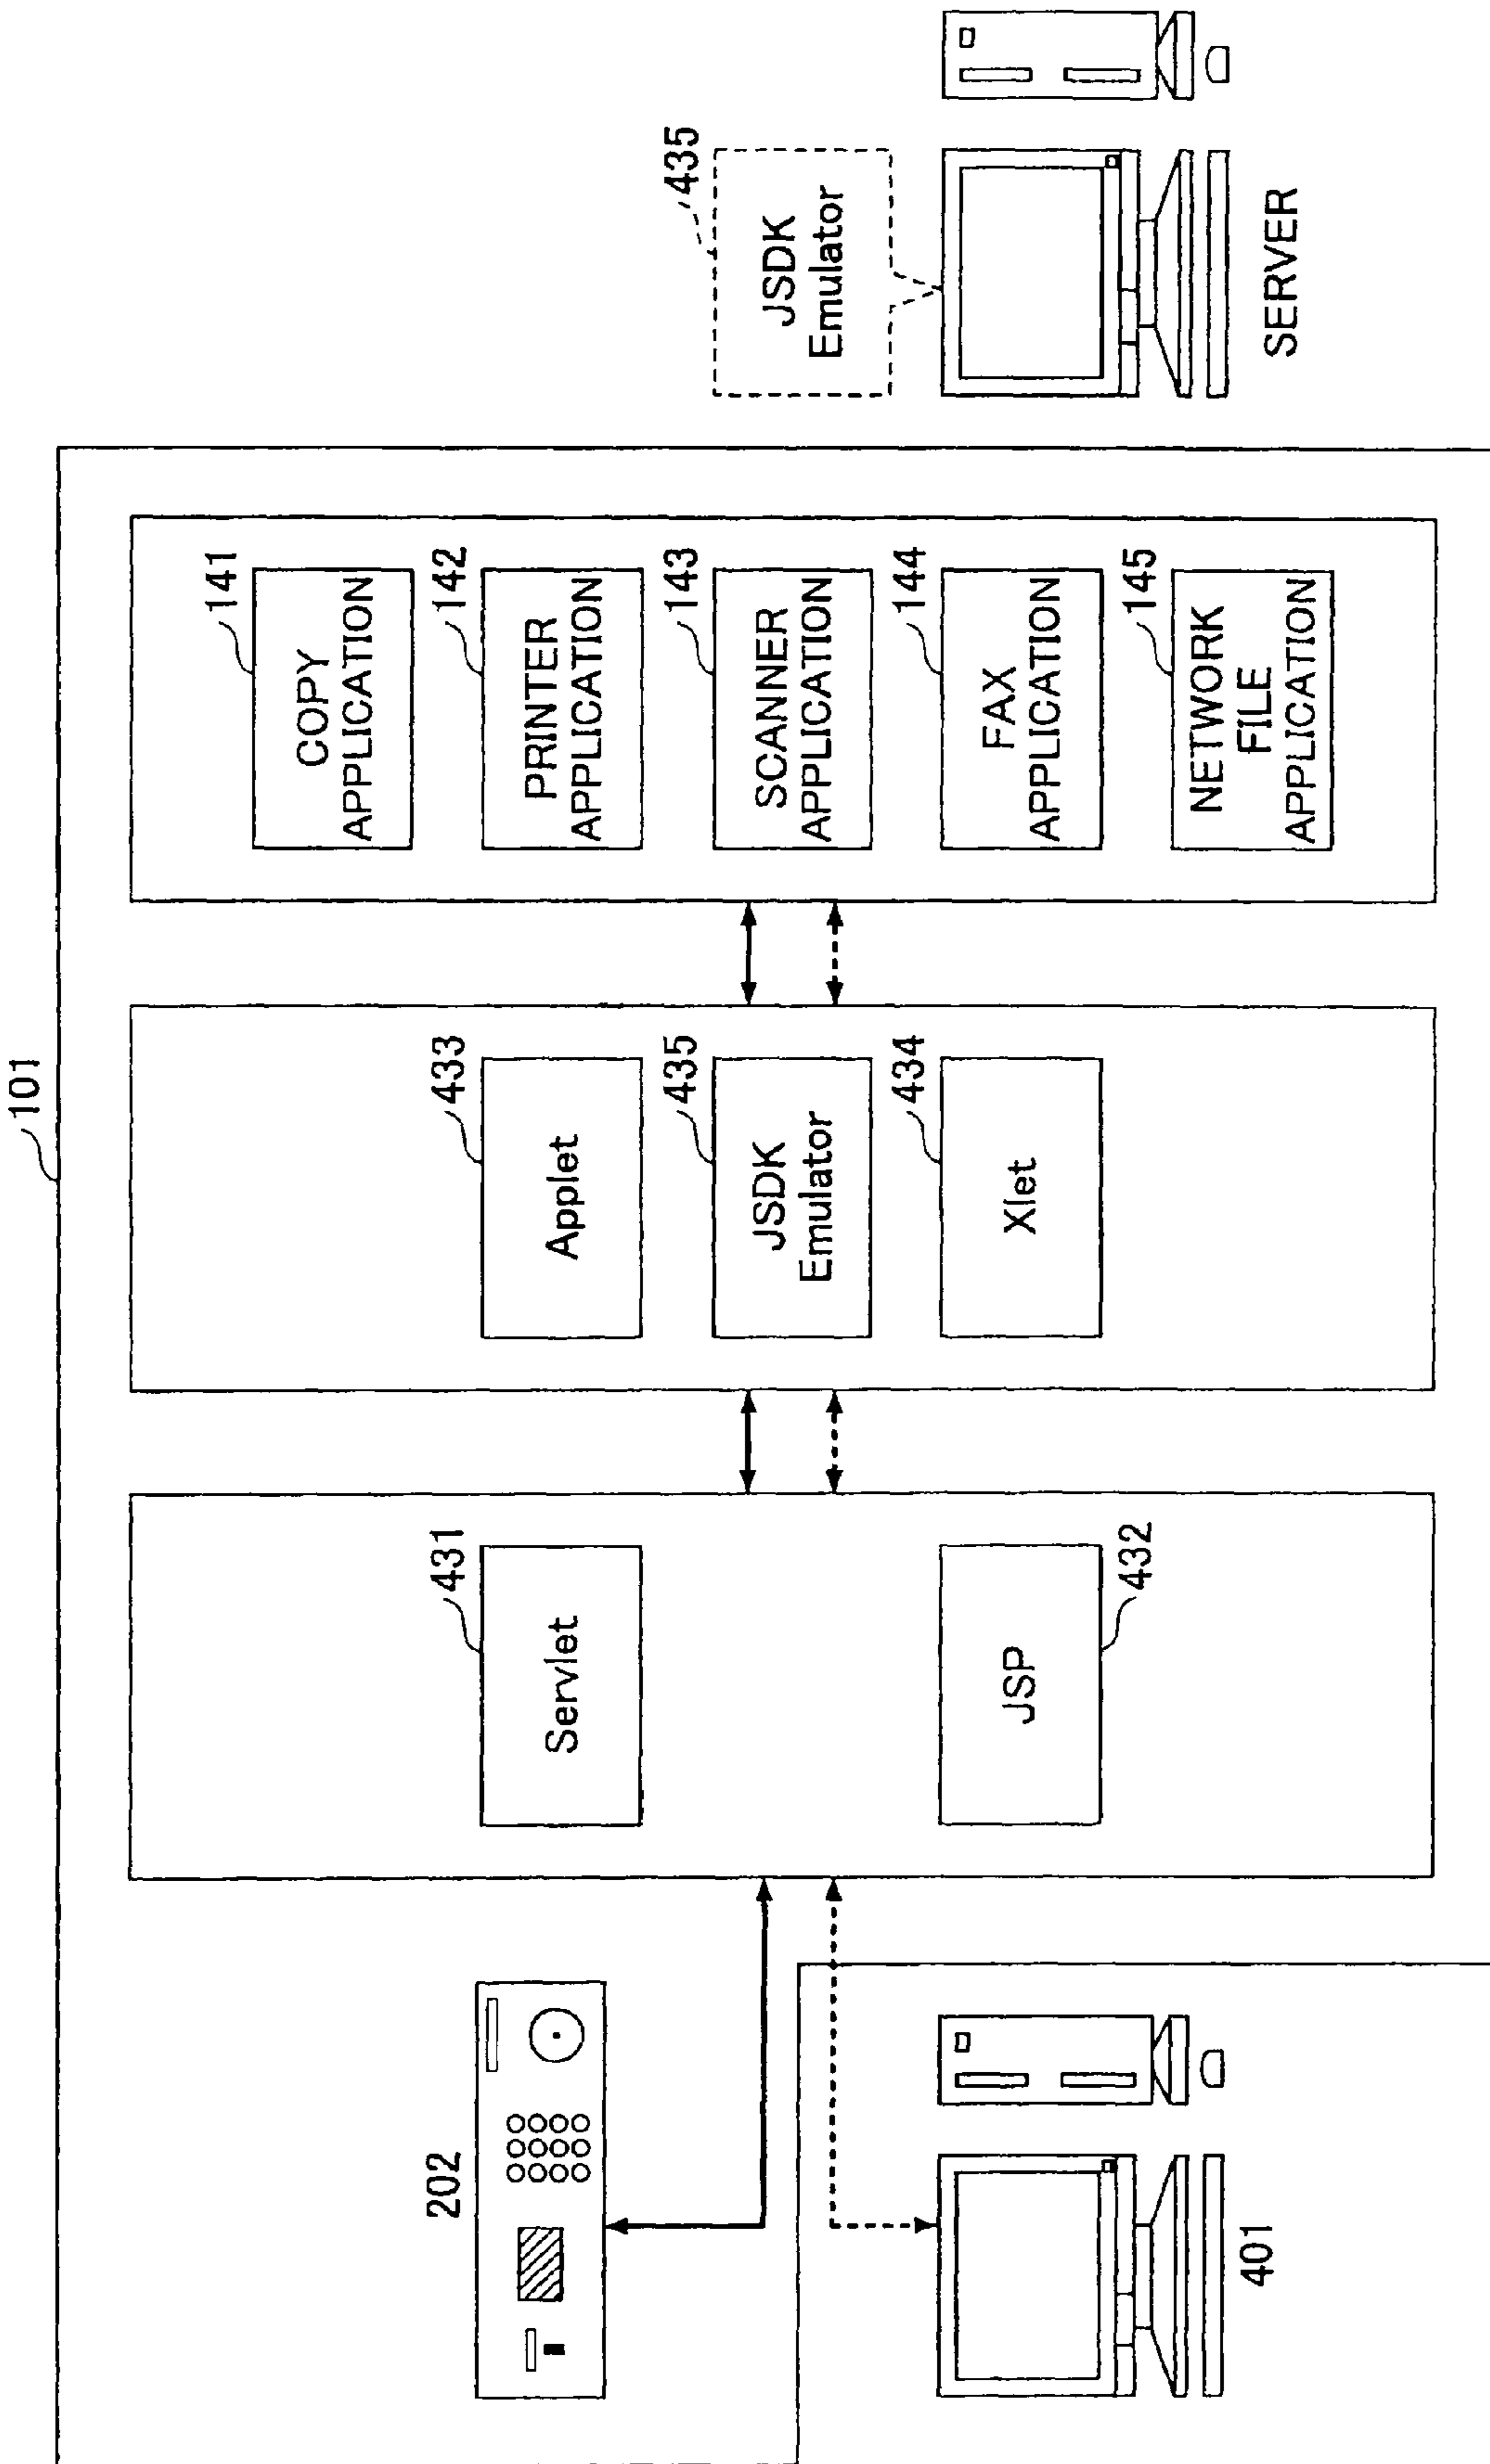 101
202
401
431
Servlet
JSP
432
433
Applet
435
JSDK
Emulator
434
Xlet
141
COPY
APPLICATION
142
PRINTER
APPLICATION
143
SCANNER
APPLICATION
144
FAX
APPLICATION
145
NETWORK
FILE
APPLICATION
435
JSDK
Emulator
SERVER